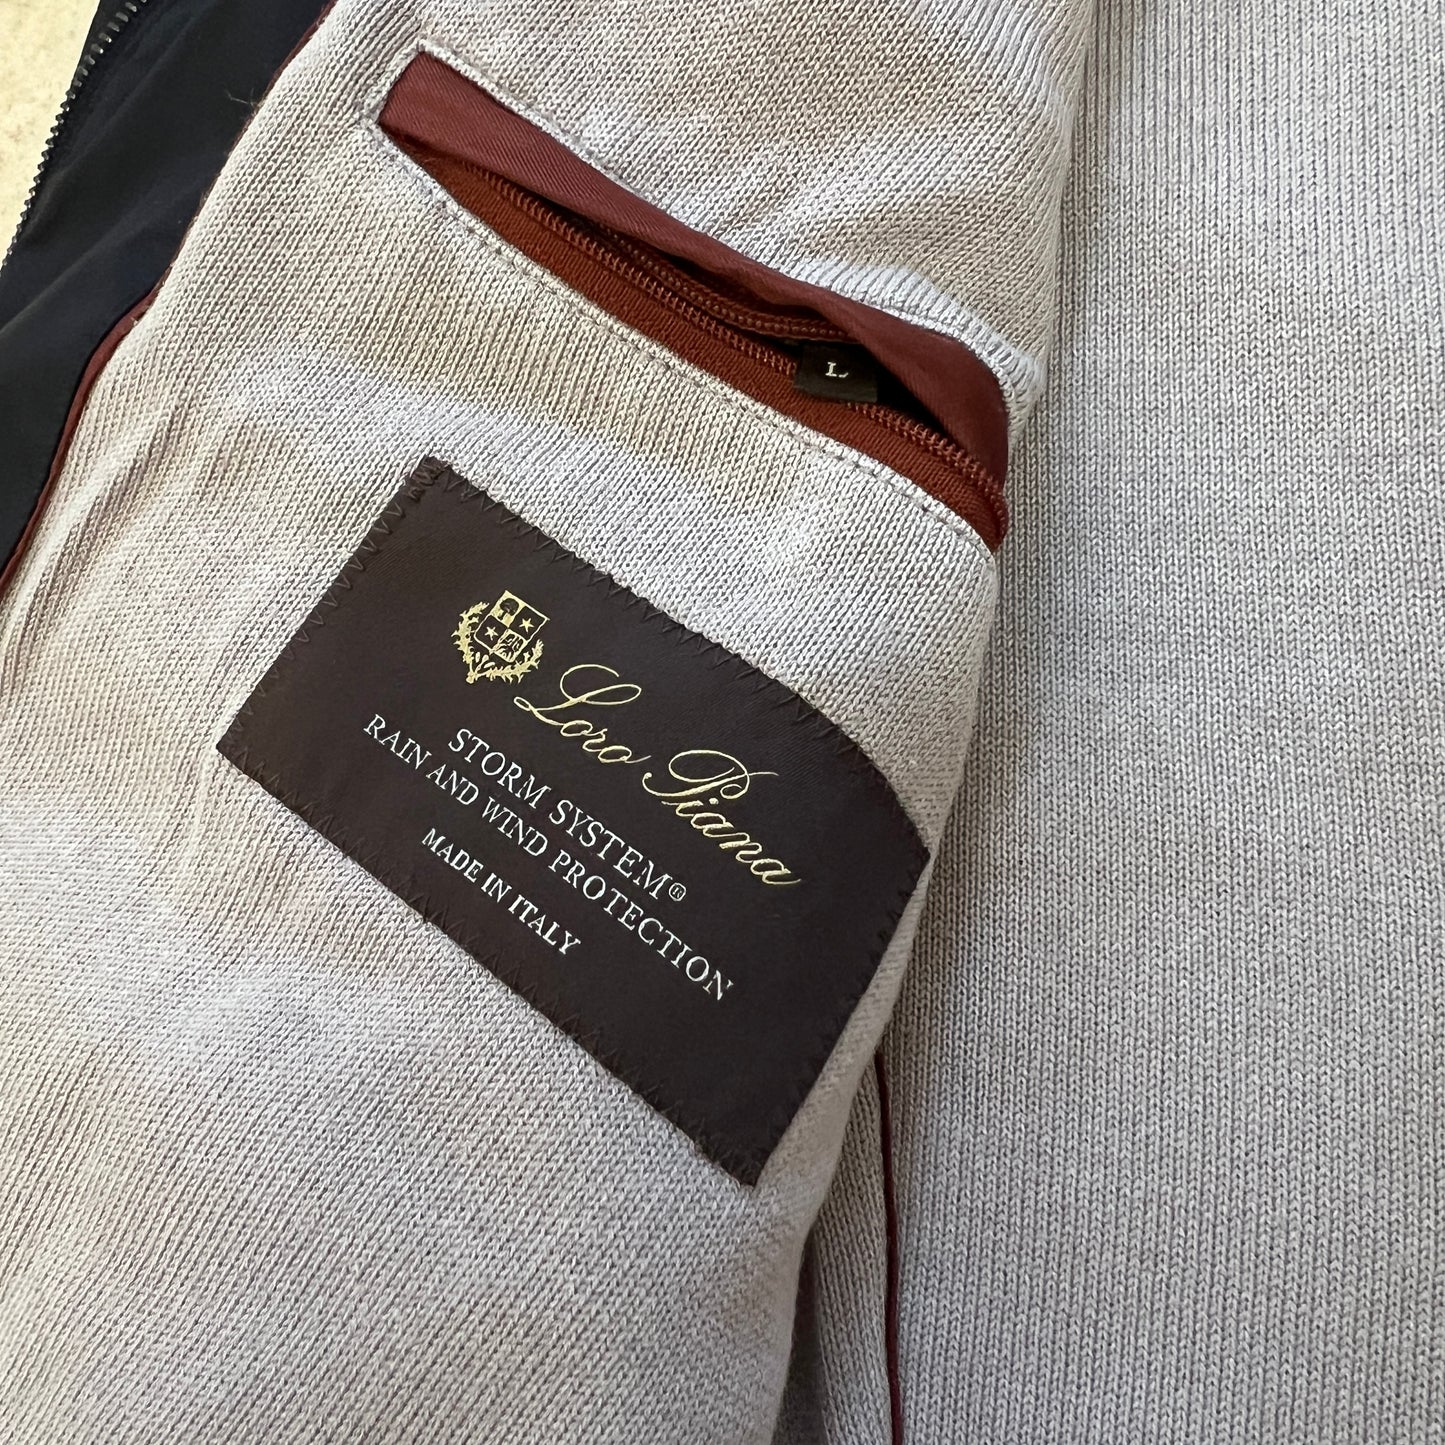 L
Loro Piana
STORM SYSTEM®
RAIN AND WIND PROTECTION
MADE IN ITALY